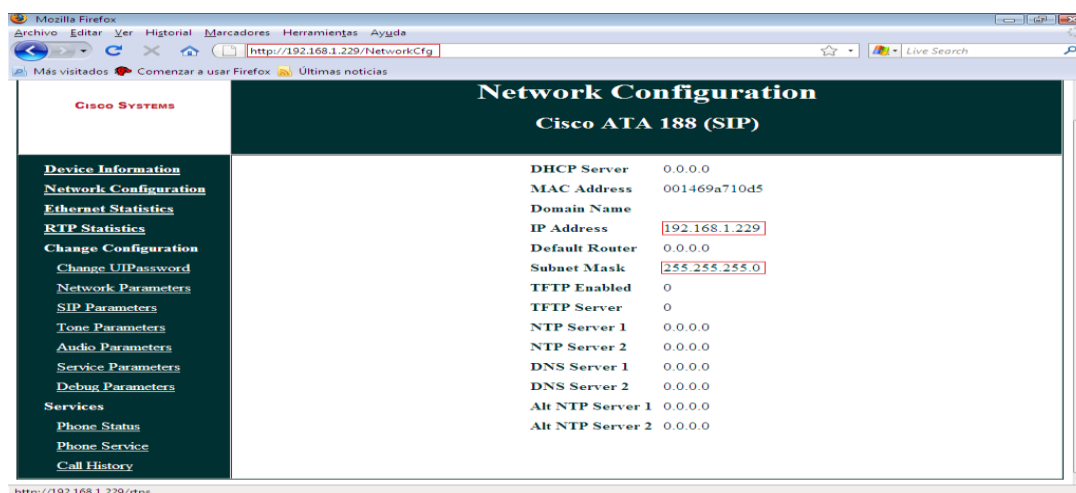 Mozilla Firefox
Archivo Editar Ver Historial Marcadores Herramientas Ayuda
http://192.168.1.229/NetworkCfg
Live Search
Más visitados Comenzar a usar Firefox Últimas noticias
CISCO SYSTEMS
Network Configuration
Cisco ATA 188 (SIP)
Device Information
Network Configuration
Ethernet Statistics
RTP Statistics
Change Configuration
Change UIPassword
Network Parameters
SIP Parameters
Tone Parameters
Audio Parameters
Service Parameters
Debug Parameters
Services
Phone Status
Phone Service
Call History
DHCP Server 0.0.0.0
MAC Address 001469a710d5
Domain Name
IP Address 192.168.1.229
Default Router 0.0.0.0
Subnet Mask 255.255.255.0
TFTP Enabled 0
TFTP Server 0
NTP Server 1 0.0.0.0
NTP Server 2 0.0.0.0
DNS Server 1 0.0.0.0
DNS Server 2 0.0.0.0
Alt NTP Server 1 0.0.0.0
Alt NTP Server 2 0.0.0.0
http://192.168.1.229/rtps